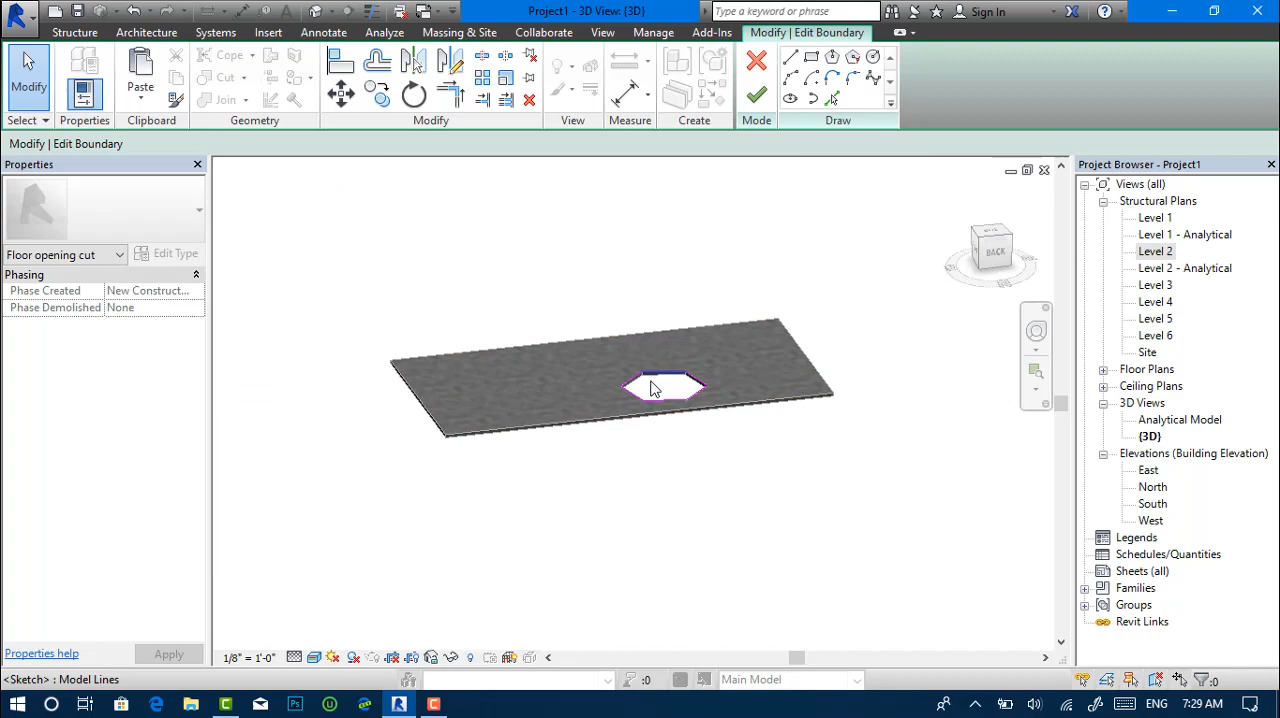 Project1 - 3D View: {3D}
Type a keyword or phrase
Sign In
Structure
Architecture
Systems
Insert
Annotate
Analyze
Massing & Site
Collaborate
View
Manage
Add-Ins
Modify | Edit Boundary
Modify
Paste
Cope
Cut
Join
Select
Properties
Clipboard
Geometry
Modify
View
Measure
Create
Mode
Draw
Modify | Edit Boundary
Properties
Floor opening cut
Edit Type
Phasing
Phase Created
New Construct...
Phase Demolished
None
Properties help
Apply
BACK
Project Browser - Project1
Views (all)
Structural Plans
Level 1
Level 1 - Analytical
Level 2
Level 2 - Analytical
Level 3
Level 4
Level 5
Level 6
Site
Floor Plans
Ceiling Plans
3D Views
Analytical Model
{3D}
Elevations (Building Elevation)
East
North
South
West
Legends
Schedules/Quantities
Sheets (all)
Families
Groups
Revit Links
1/8" = 1'-0"
<Sketch> : Model Lines
:0
Main Model
:0
7:29 AM